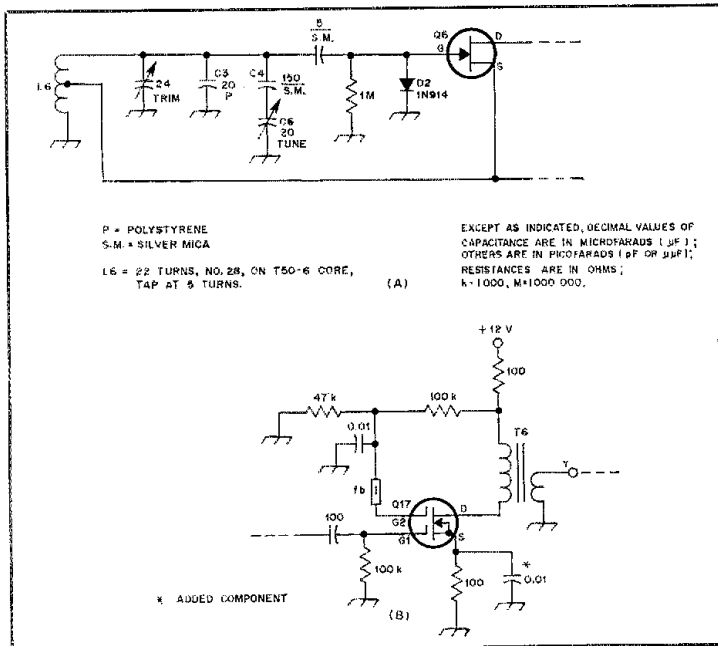 5
S.M.
Q6
D
G
S
L6
24
TRIM
C3
20
P
C4
150
S.M.
C6
20
TUNE
1M
D2
1N914
P = POLYSTYRENE
S.M. = SILVER MICA
L6 = 22 TURNS, NO. 28, ON T50-6 CORE,
TAP AT 5 TURNS.
(A)
EXCEPT AS INDICATED, DECIMAL VALUES OF
CAPACITANCE ARE IN MICROFARADS (µF);
OTHERS ARE IN PICOFARADS (pF OR µµF);
RESISTANCES ARE IN OHMS;
k=1000, M=1000 000.
+12 V
100
47 k
100 k
0.01
T6
Y
fb
Q17
G2
G1
D
S
100
100 k
100
*
0.01
* ADDED COMPONENT
(B)